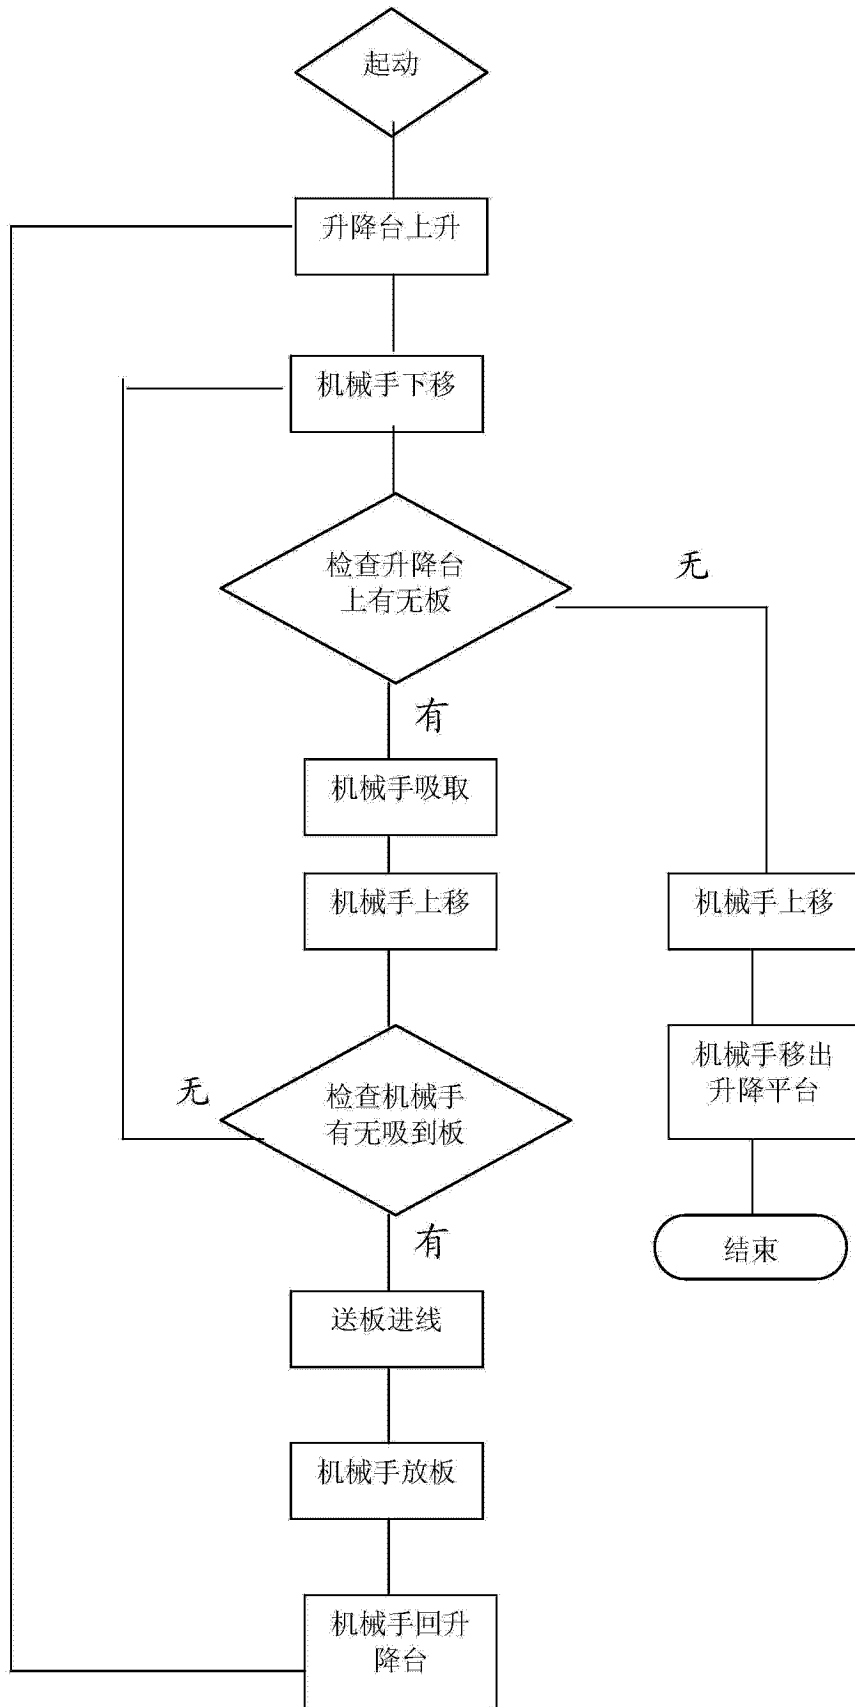 起动
升降台上升
机械手下移
检查升降台
上有无板
无
有
机械手吸取
机械手上移
机械手上移
机械手移出
升降平台
检查机械手
有无吸到板
无
有
结束
送板进线
机械手放板
机械手回升
降台